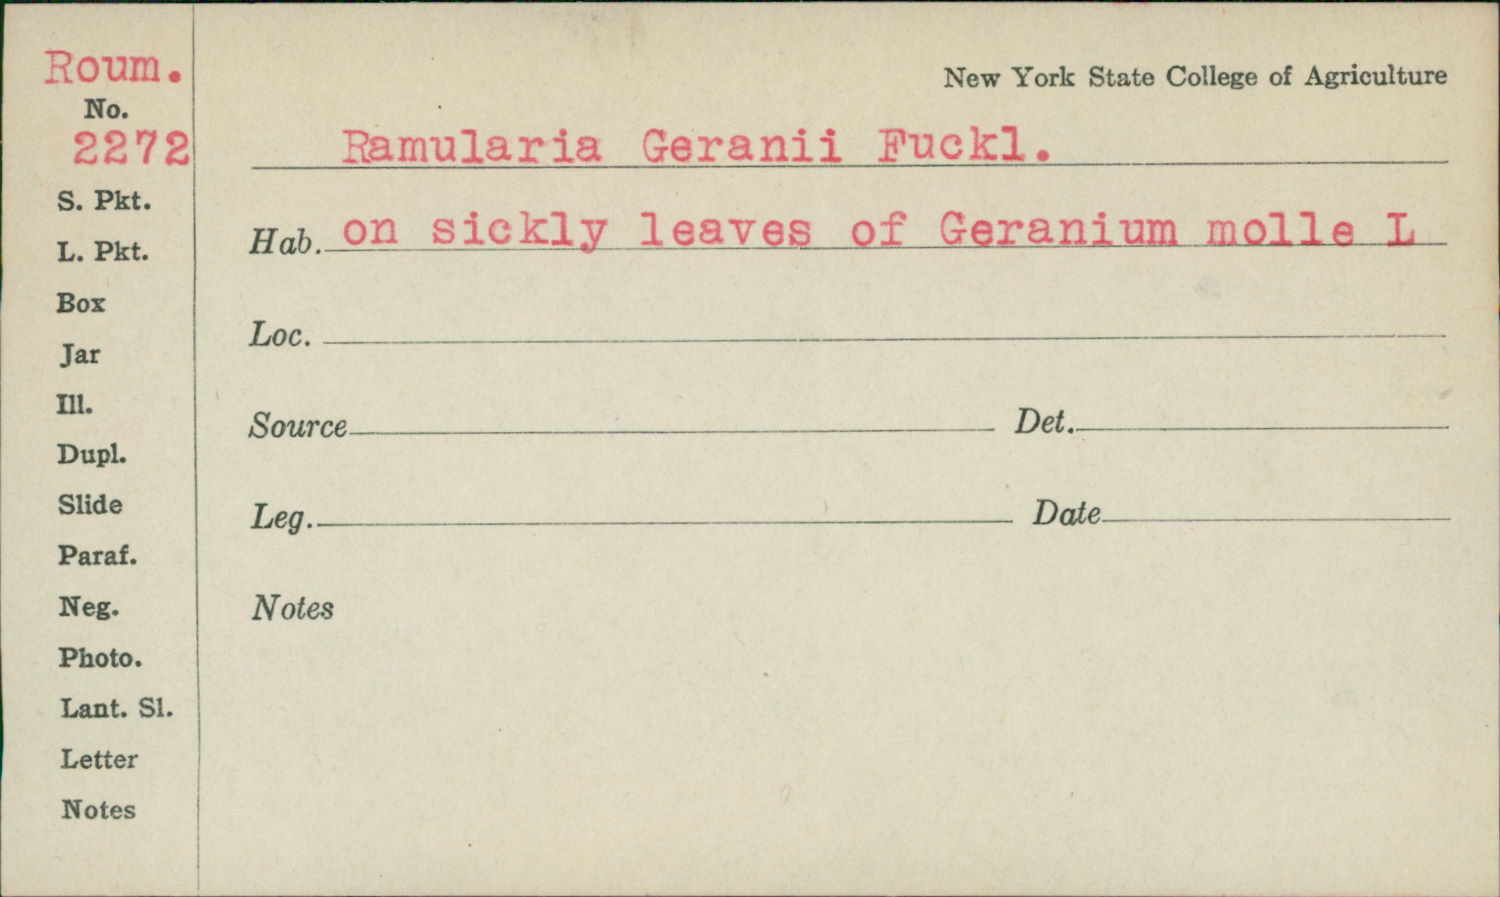 Roum.
No.
2272
S. Pkt.
L. Pkt.
Box
Jar
Ill.
Dupl.
Slide
Paraf.
Neg.
Photo.
Lant. Sl.
Letter
Notes
New York State College of Agriculture
Ramularia Geranii Fuckl.
Hab. on sickly leaves of Geranium molle L
Loc.
Source Det.
Leg. Date
Notes